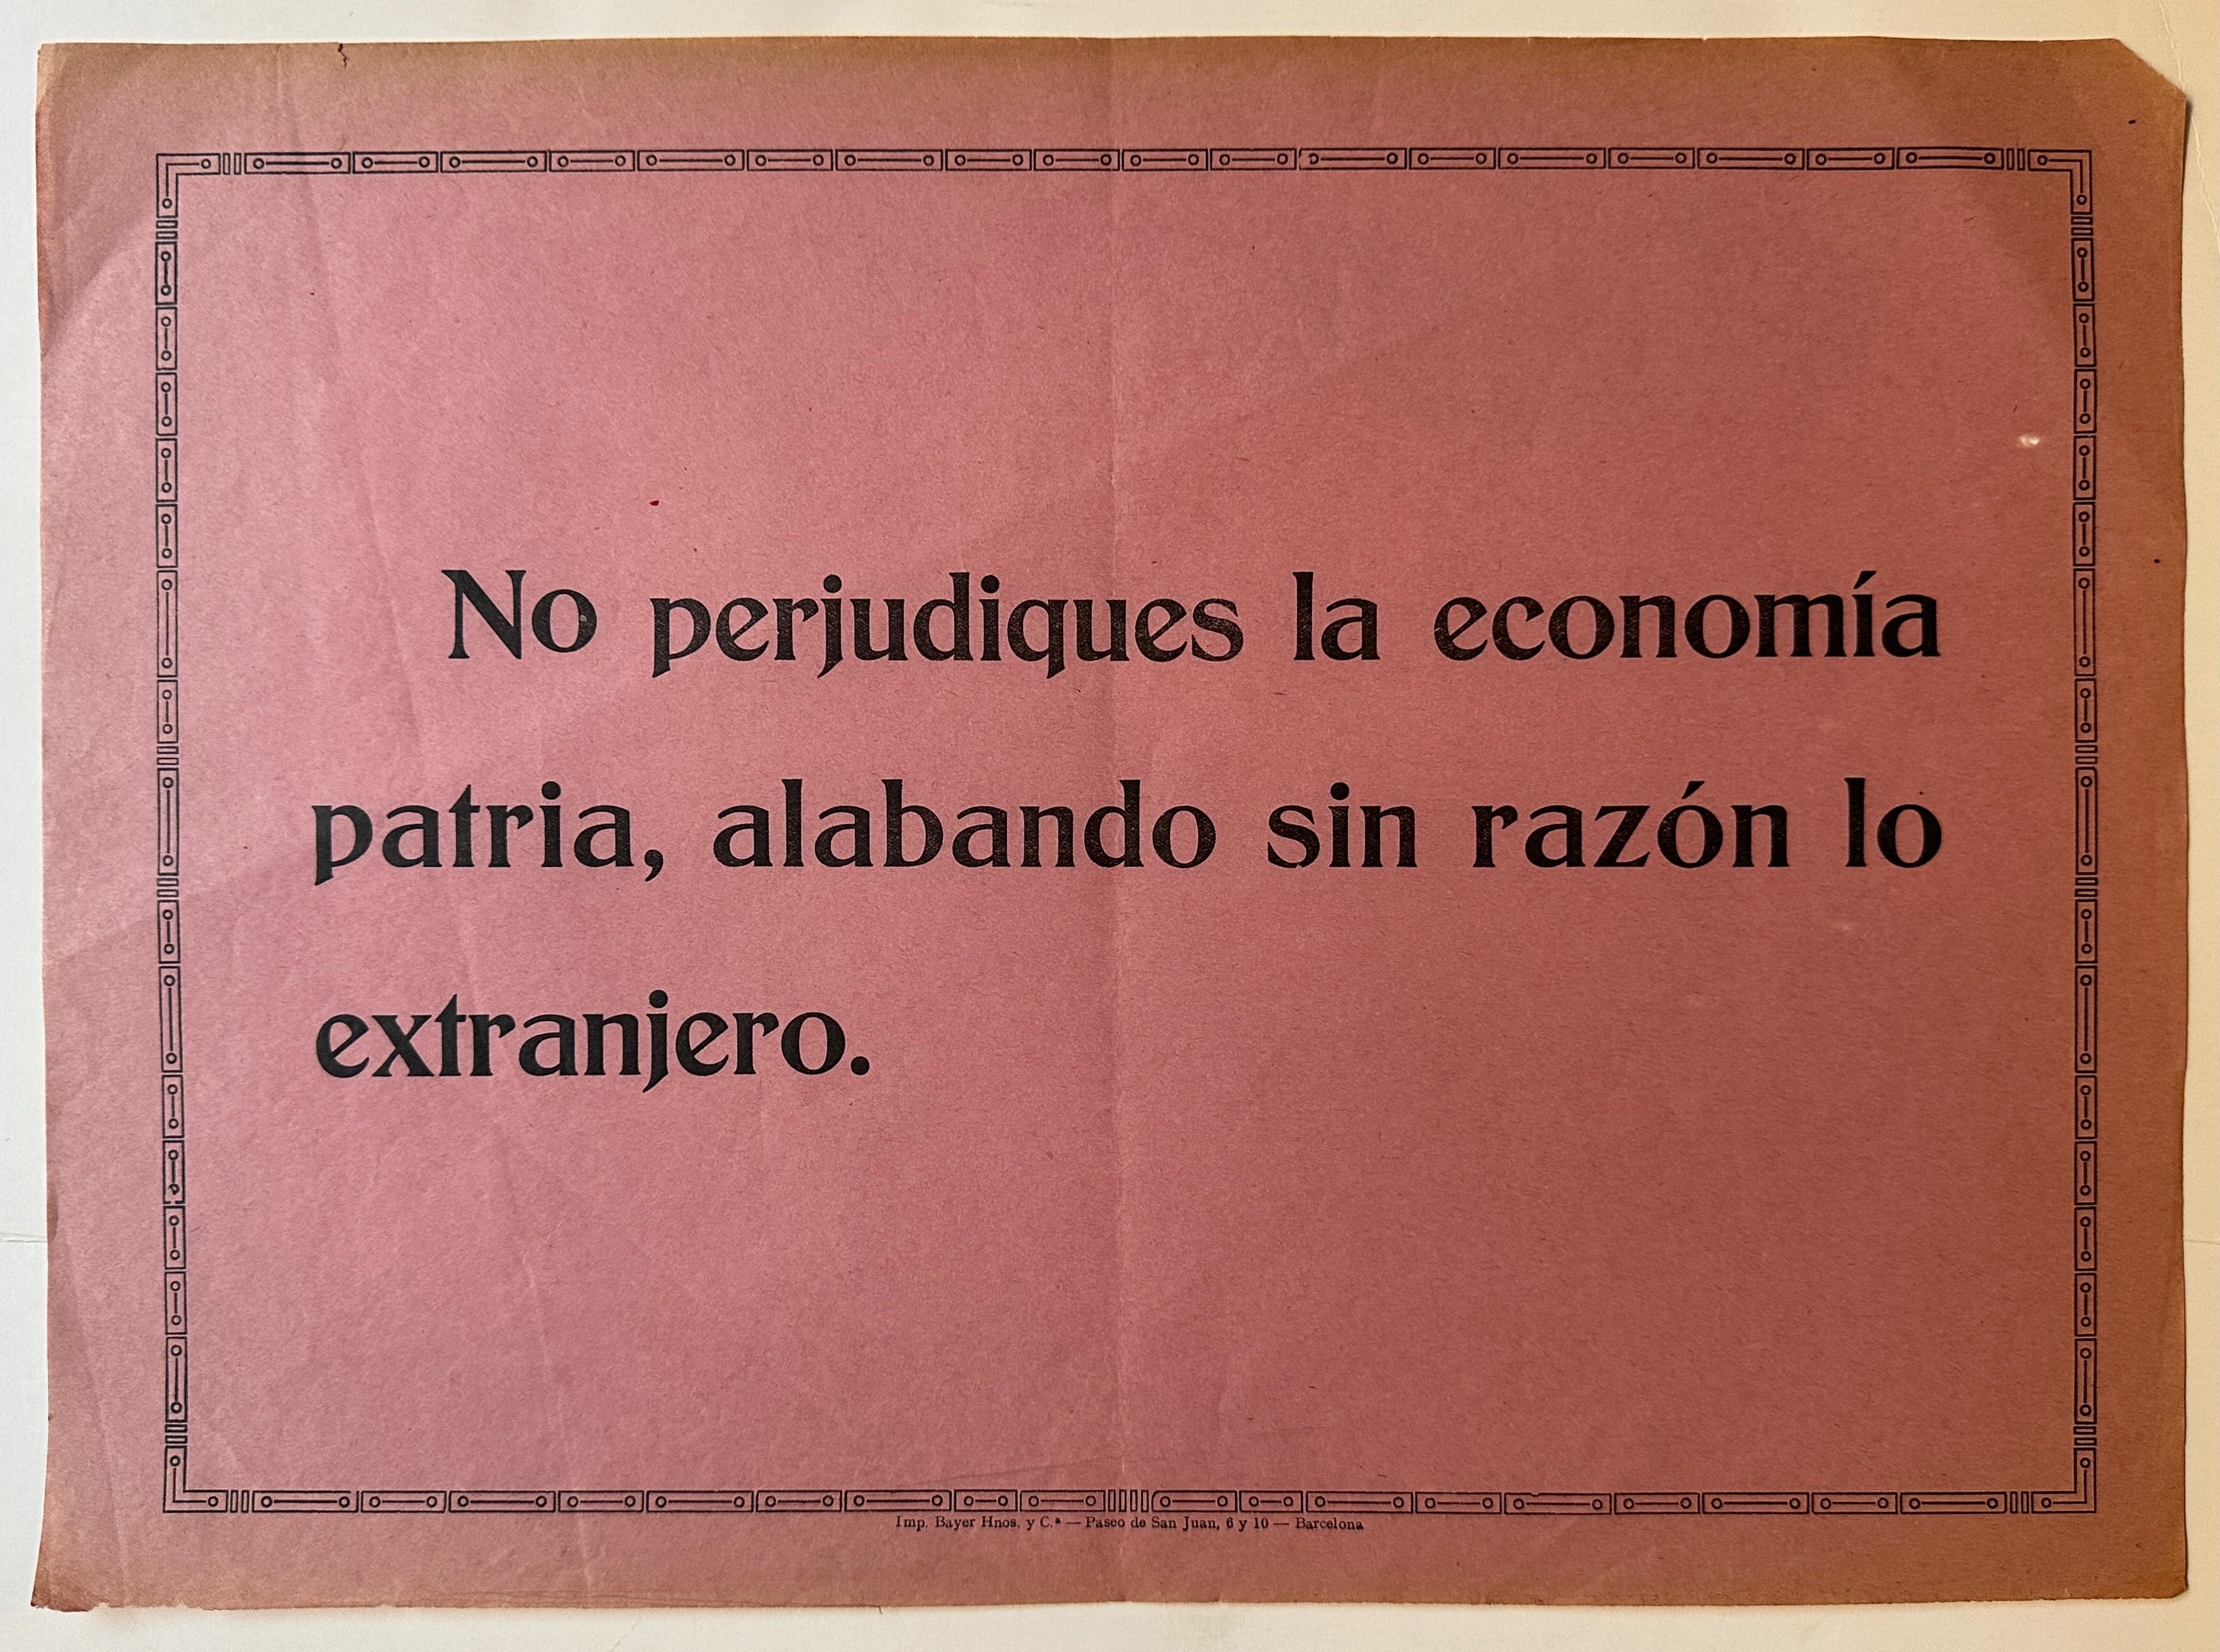 No perjudiques la economía
patria, alabando sin razón lo
extranjero.
Imp. Bayer Hnos. y C.ª — Paseo de San Juan, 6 y 10 — Barcelona